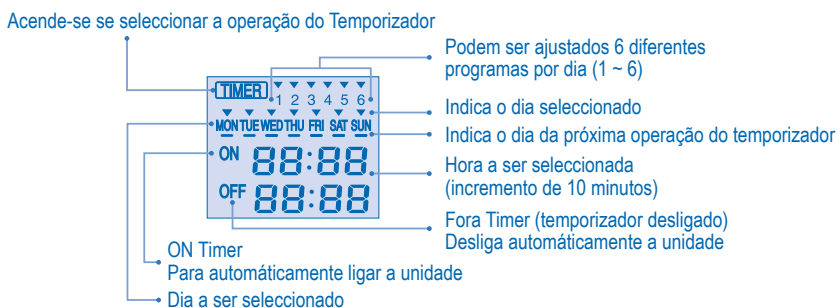 Acende-se se seleccionar a operação do Temporizador
Podem ser ajustados 6 diferentes
programas por dia (1 ~ 6)
TIMER
1 2 3 4 5 6
Indica o dia seleccionado
MON TUE WED THU FRI SAT SUN
Indica o dia da próxima operação do temporizador
ON 88:88
Hora a ser seleccionada
(incremento de 10 minutos)
OFF 88:88
Fora Timer (temporizador desligado)
Desliga automáticamente a unidade
ON Timer
Para automáticamente ligar a unidade
Dia a ser seleccionado